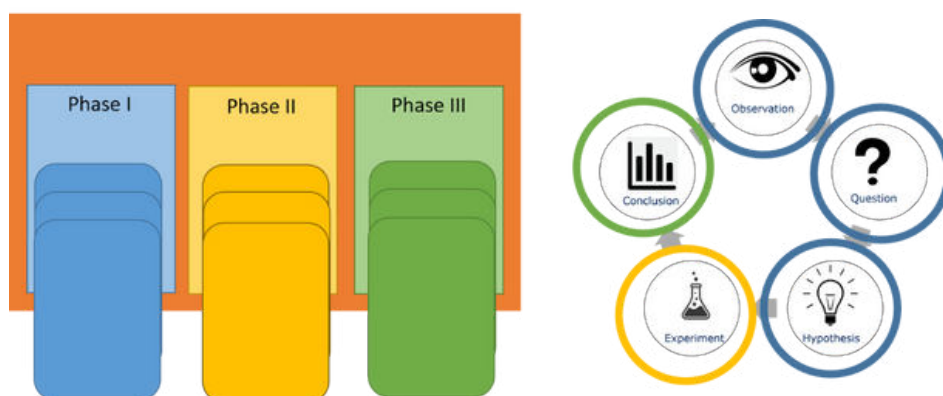 Phase I
Phase II
Phase III
Observation
?
Question
Hypothesis
Experiment
Conclusion